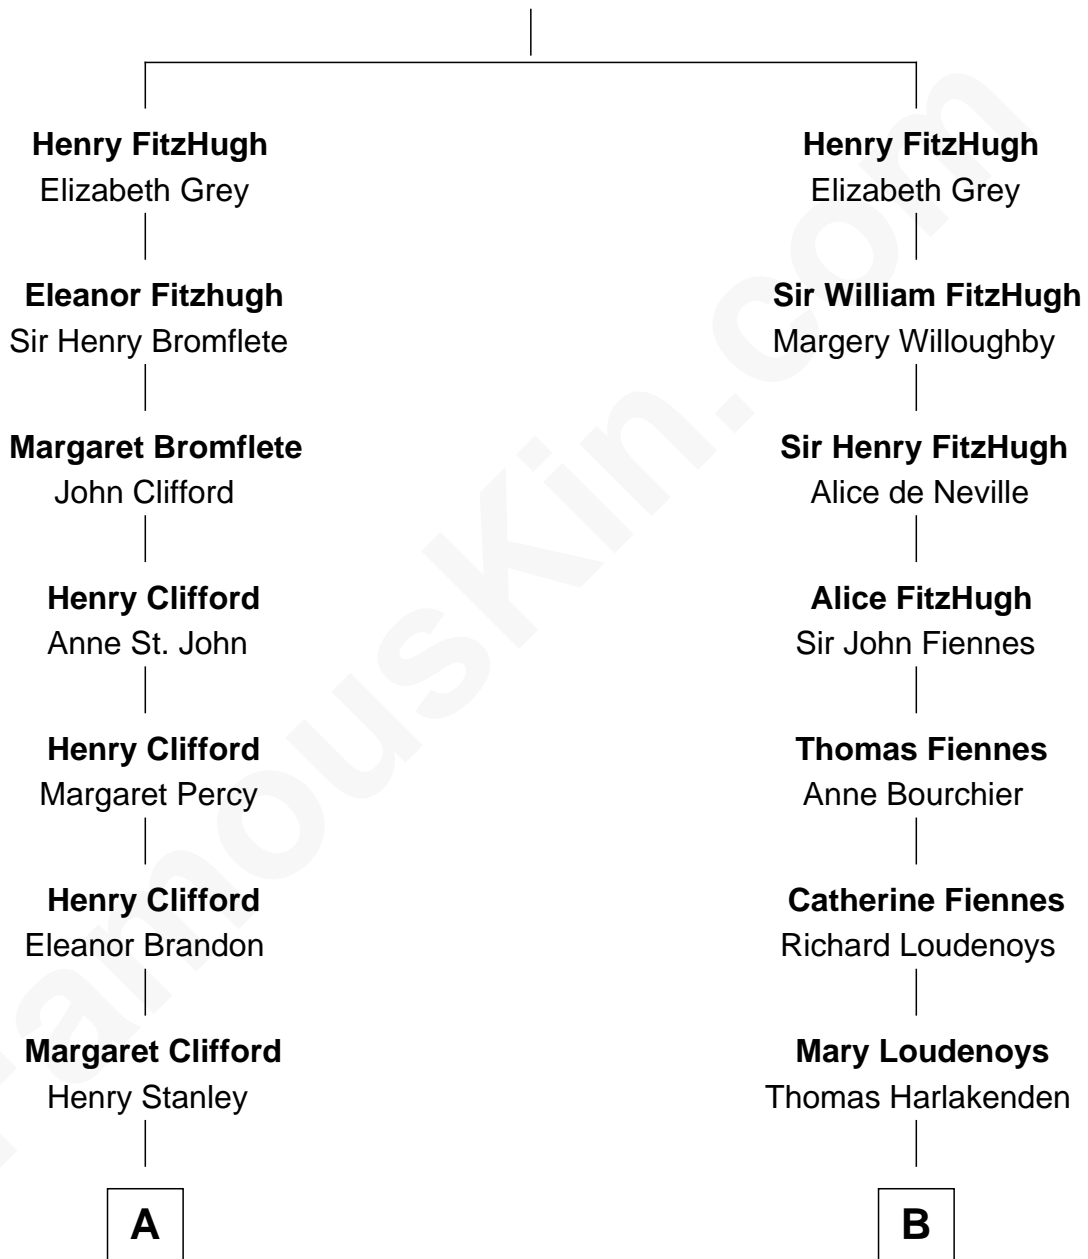 Henry FitzHugh
Elizabeth Grey
Eleanor Fitzhugh
Sir Henry Bromflete
Margaret Bromflete
John Clifford
Henry Clifford
Anne St. John
Henry Clifford
Margaret Percy
Henry Clifford
Eleanor Brandon
Margaret Clifford
Henry Stanley
A
Henry FitzHugh
Elizabeth Grey
Sir William FitzHugh
Margery Willoughby
Sir Henry FitzHugh
Alice de Neville
Alice FitzHugh
Sir John Fiennes
Thomas Fiennes
Anne Bourchier
Catherine Fiennes
Richard Loudenoys
Mary Loudenoys
Thomas Harlakenden
B
FamousKin.com